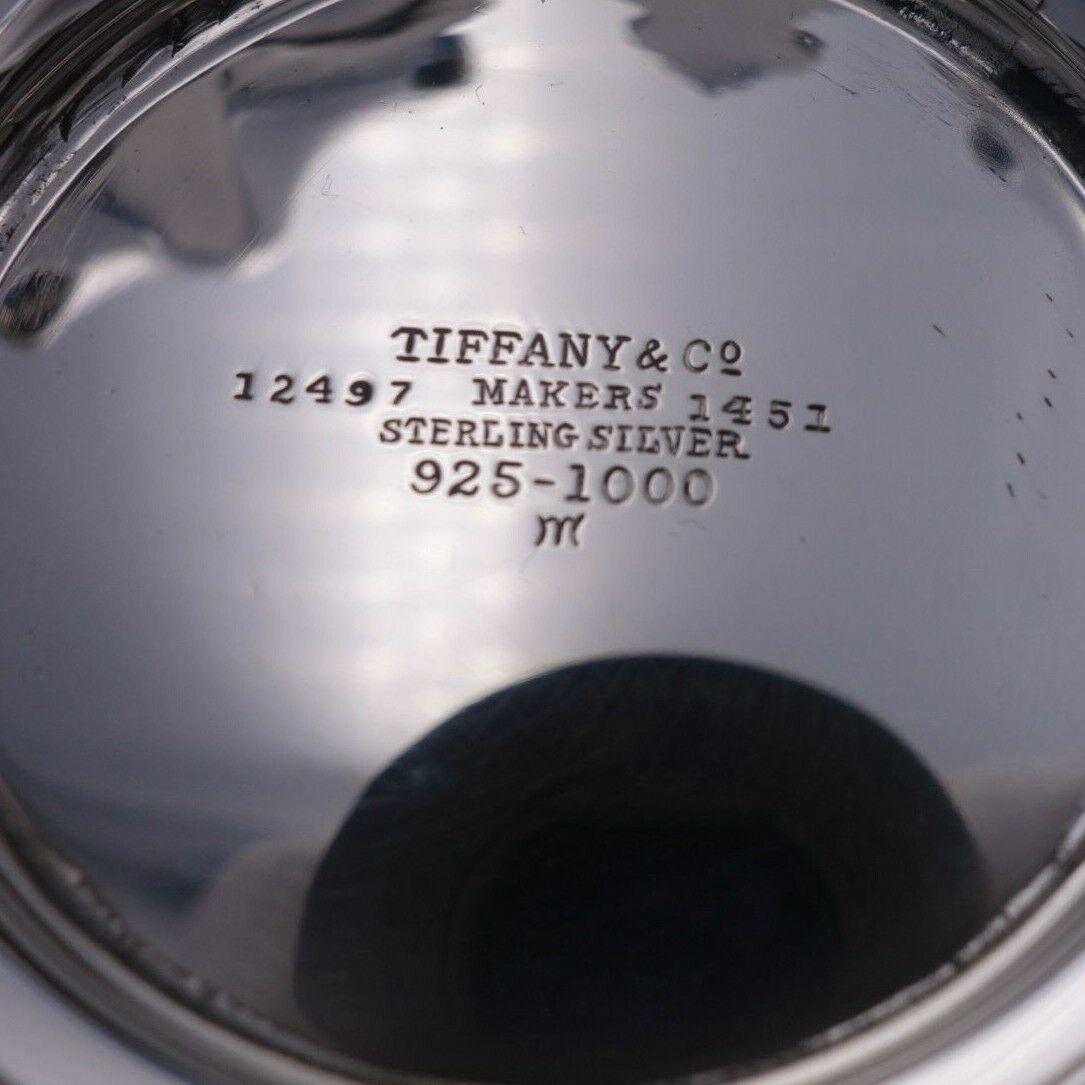 TIFFANY & Cº
12497 MAKERS 1451
STERLING SILVER
925-1000
M